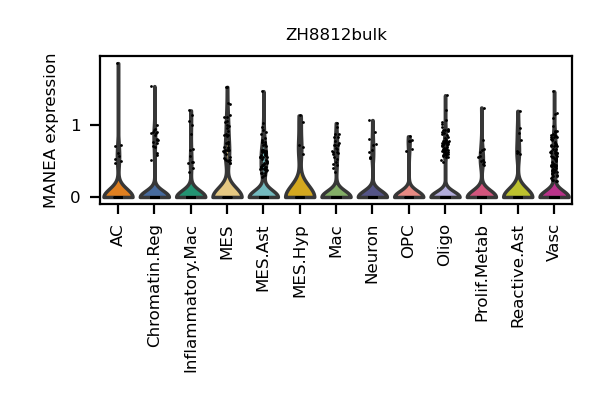 ZH8812bulk
MANEA expression
1
0
AC
Chromatin.Reg
Inflammatory.Mac
MES
MES.Ast
MES.Hyp
Mac
Neuron
OPC
Oligo
Prolif.Metab
Reactive.Ast
Vasc